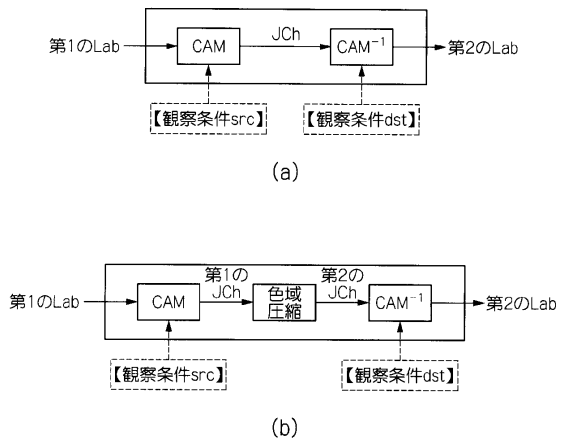 第1のLab CAM JCh CAM⁻¹ 第2のLab
【観察条件src】 【観察条件dst】
(a)
第1の 第2の
第1のLab CAM JCh 色域 JCh CAM⁻¹ 第2のLab
圧縮
【観察条件src】 【観察条件dst】
(b)